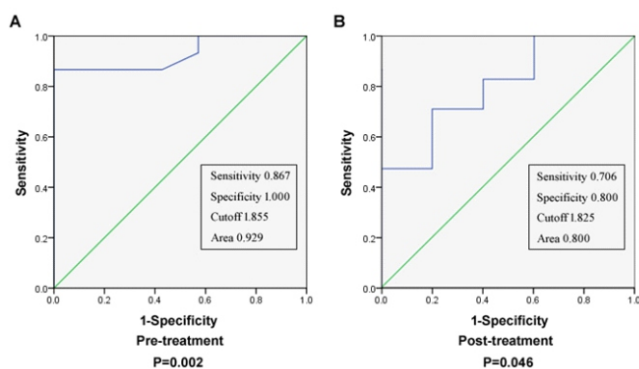 A
Sensitivity
1.0
0.8
0.6
0.4
0.2
0.0
Sensitivity 0.867
Specificity 1.000
Cutoff 1.855
Area 0.929
0.0 0.2 0.4 0.6 0.8 1.0
1-Specificity
Pre-treatment
P=0.002
B
Sensitivity
1.0
0.8
0.6
0.4
0.2
0.0
Sensitivity 0.706
Specificity 0.800
Cutoff 1.825
Area 0.800
0.0 0.2 0.4 0.6 0.8 1.0
1-Specificity
Post-treatment
P=0.046